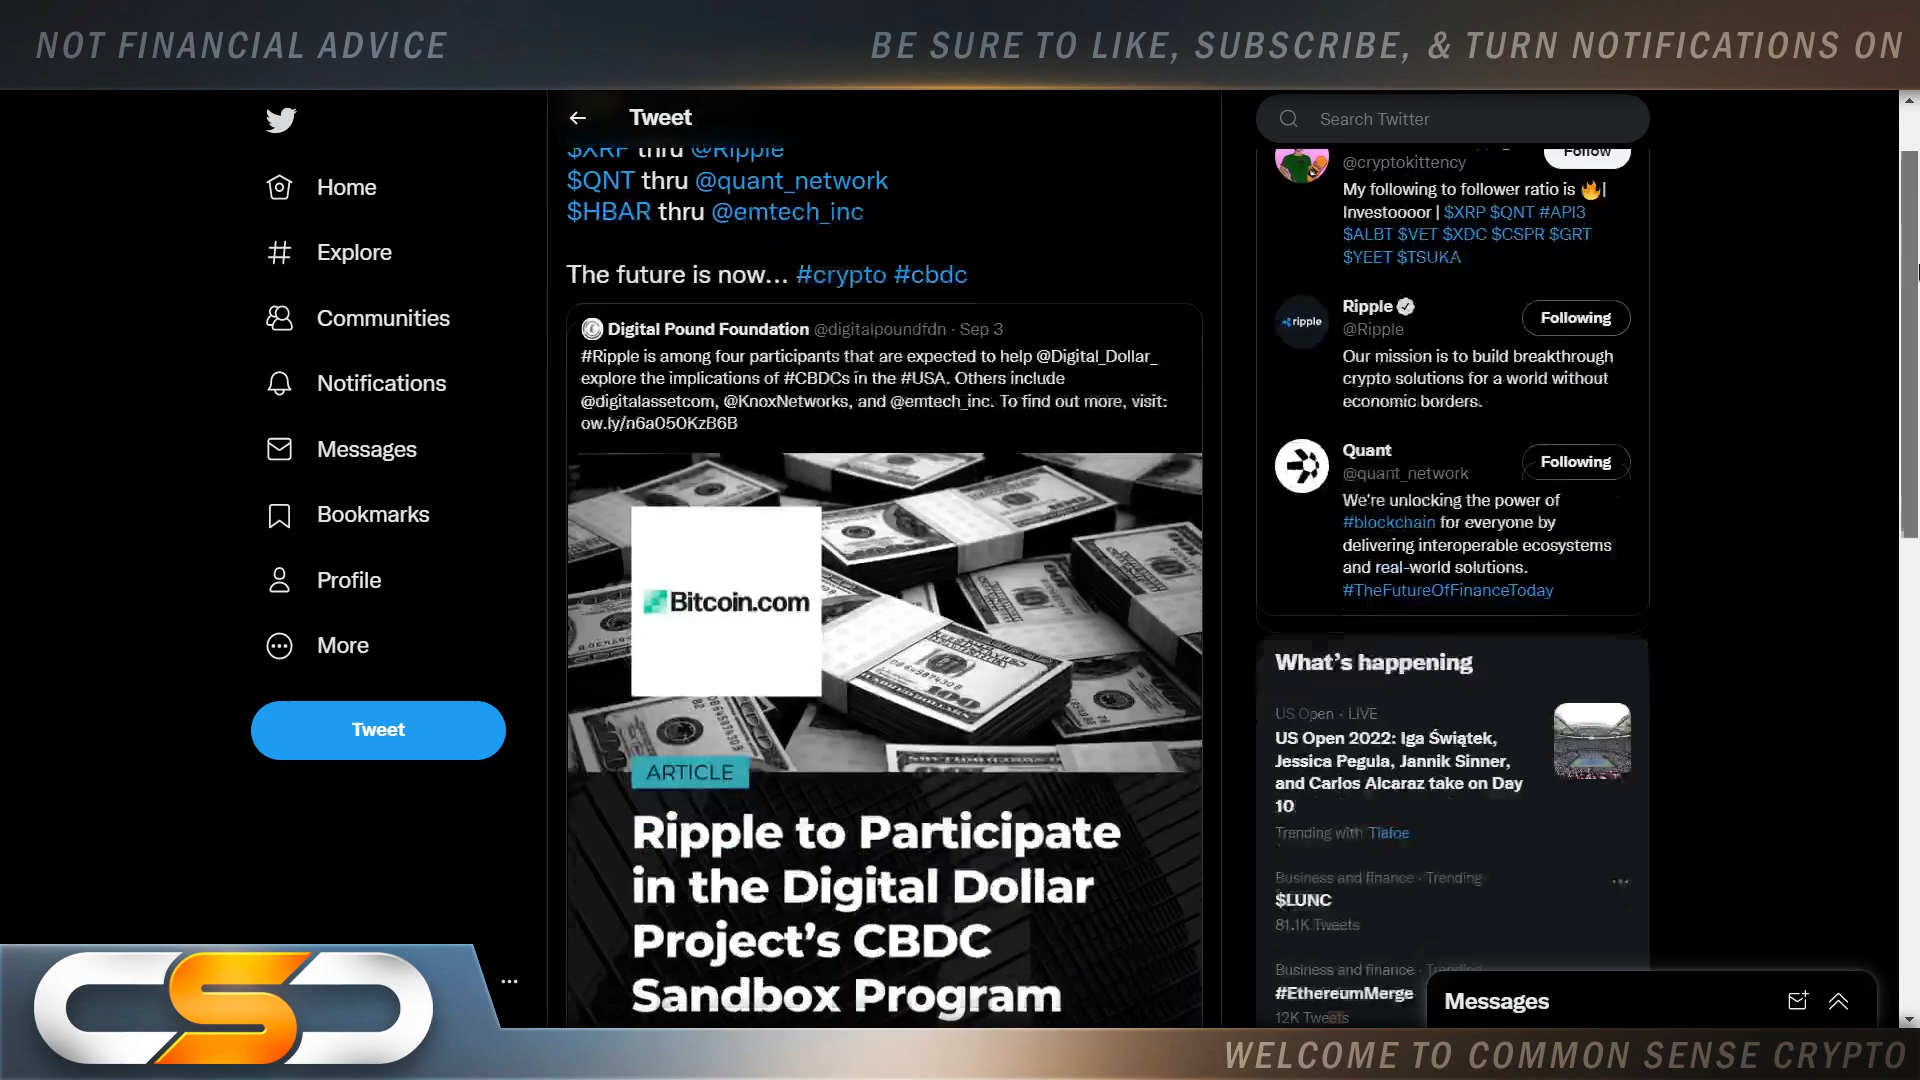 NOT FINANCIAL ADVICE
BE SURE TO LIKE, SUBSCRIBE, & TURN NOTIFICATIONS ON
Home
Explore
Communities
Notifications
Messages
Bookmarks
Profile
More
Tweet
Tweet
$XRP thru @Ripple
$QNT thru @quant_network
$HBAR thru @emtech_inc
The future is now... #crypto #cbdc
Digital Pound Foundation @digitalpoundfdn · Sep 3
#Ripple is among four participants that are expected to help @Digital_Dollar_
explore the implications of #CBDCs in the #USA. Others include
@digitalassetcom, @KnoxNetworks, and @emtech_inc. To find out more, visit:
ow.ly/n6a050KzB6B
Bitcoin.com
ARTICLE
Ripple to Participate
in the Digital Dollar
Project's CBDC
Sandbox Program
Search Twitter
@cryptokittency
Follow
My following to follower ratio is 🔥|
Investoooor | $XRP $QNT #API3
$ALBT $VET $XDC $CSPR $GRT
$YEET $TSUKA
ripple
Ripple
@Ripple
Following
Our mission is to build breakthrough
crypto solutions for a world without
economic borders.
Quant
@quant_network
Following
We're unlocking the power of
#blockchain for everyone by
delivering interoperable ecosystems
and real-world solutions.
#TheFutureOfFinanceToday
What's happening
US Open · LIVE
US Open 2022: Iga Świątek,
Jessica Pegula, Jannik Sinner,
and Carlos Alcaraz take on Day
10
Trending with Tiafoe
Business and finance · Trending
$LUNC
81.1K Tweets
Business and finance · Trending
#EthereumMerge
12K Tweets
Messages
CSC
WELCOME TO COMMON SENSE CRYPTO